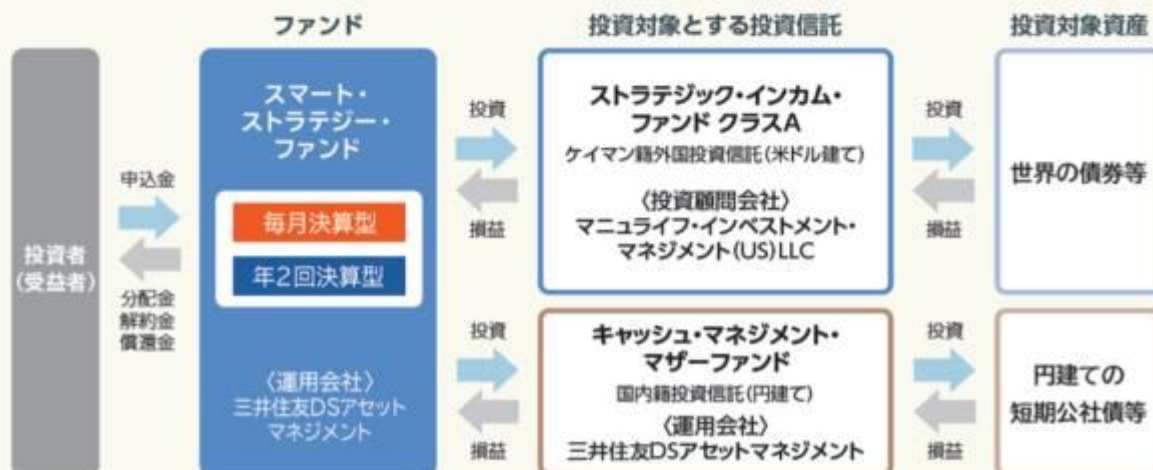 ファンド
投資対象とする投資信託
投資対象資産
投資者
(受益者)
申込金
分配金
解約金
償還金
スマート・
ストラテジー・
ファンド
毎月決算型
年2回決算型
〈運用会社〉
三井住友DSアセット
マネジメント
投資
損益
ストラテジック・インカム・
ファンド クラスA
ケイマン籍外国投資信託(米ドル建て)
〈投資顧問会社〉
マニュライフ・インベストメント・
マネジメント(US)LLC
投資
損益
世界の債券等
投資
損益
キャッシュ・マネジメント・
マザーファンド
国内籍投資信託(円建て)
〈運用会社〉
三井住友DSアセットマネジメント
投資
損益
円建ての
短期公社債等